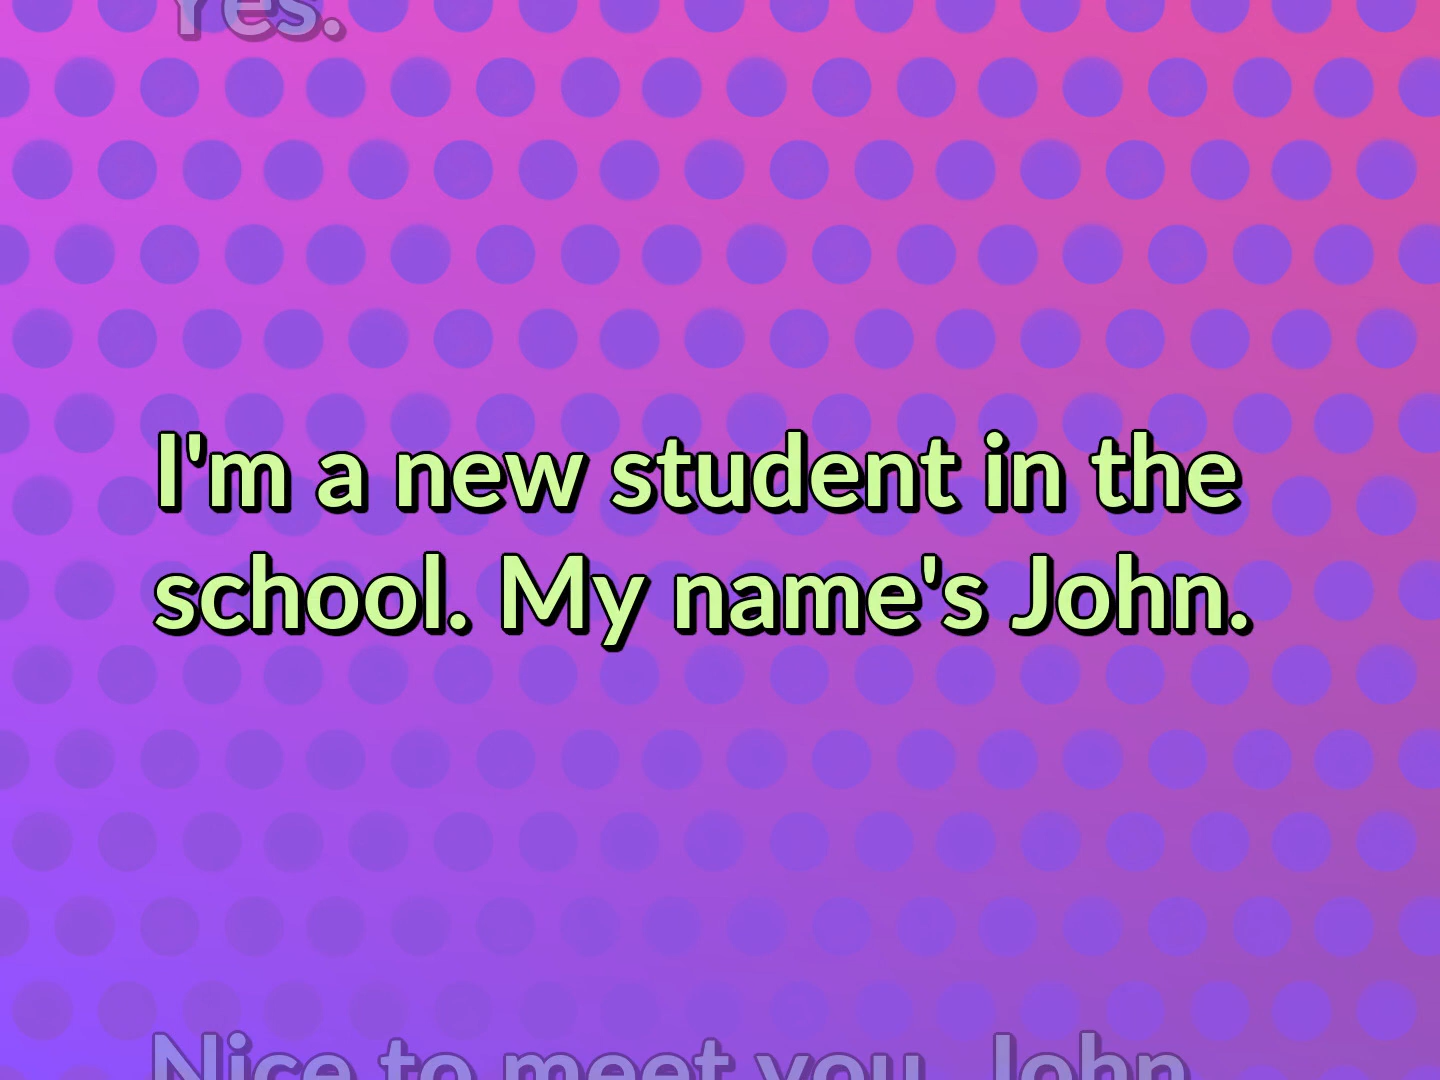 Yes.
I'm a new student in the
school. My name's John.
Nice to meet you, John